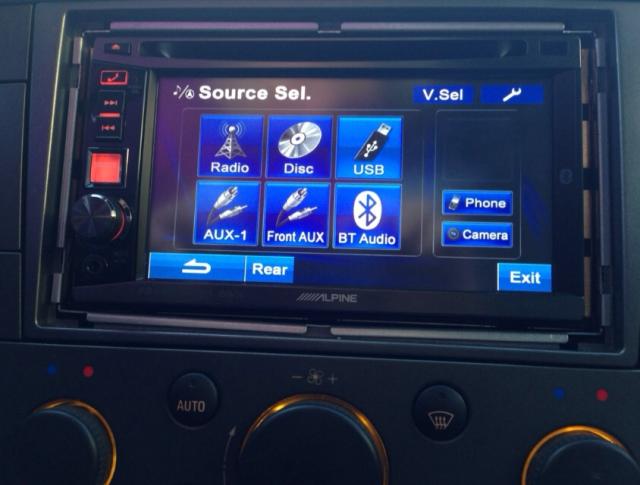 Source Sel.
V.Sel
Radio
Disc
USB
Phone
AUX-1
Front AUX
BT Audio
Camera
Rear
Exit
ALPINE
AUTO